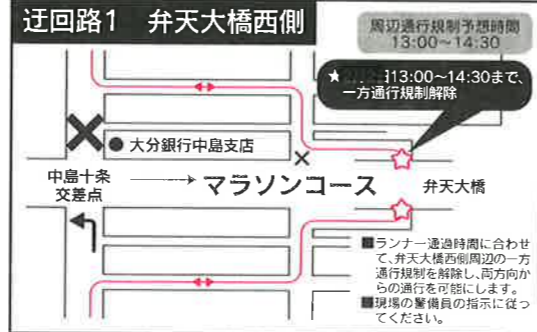 迂回路1 弁天大橋西側
周辺通行規制予想時間
13:00〜14:30
★ 日13:00〜14:30まで、
一方通行規制解除
大分銀行中島支店
中島十条
交差点
マラソンコース
弁天大橋
■ランナー通過時間に合わせ
て、弁天大橋西側周辺の一方
通行規制を解除し、両方向か
らの通行を可能にします。
■現場の警備員の指示に従っ
てください。